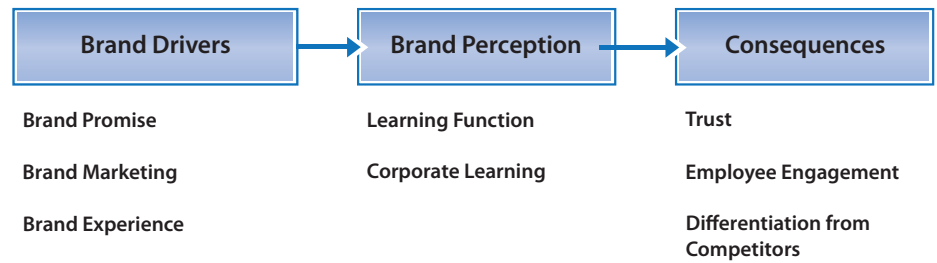 Brand Drivers
Brand Perception
Consequences
Brand Promise
Brand Marketing
Brand Experience
Learning Function
Corporate Learning
Trust
Employee Engagement
Differentiation from
Competitors